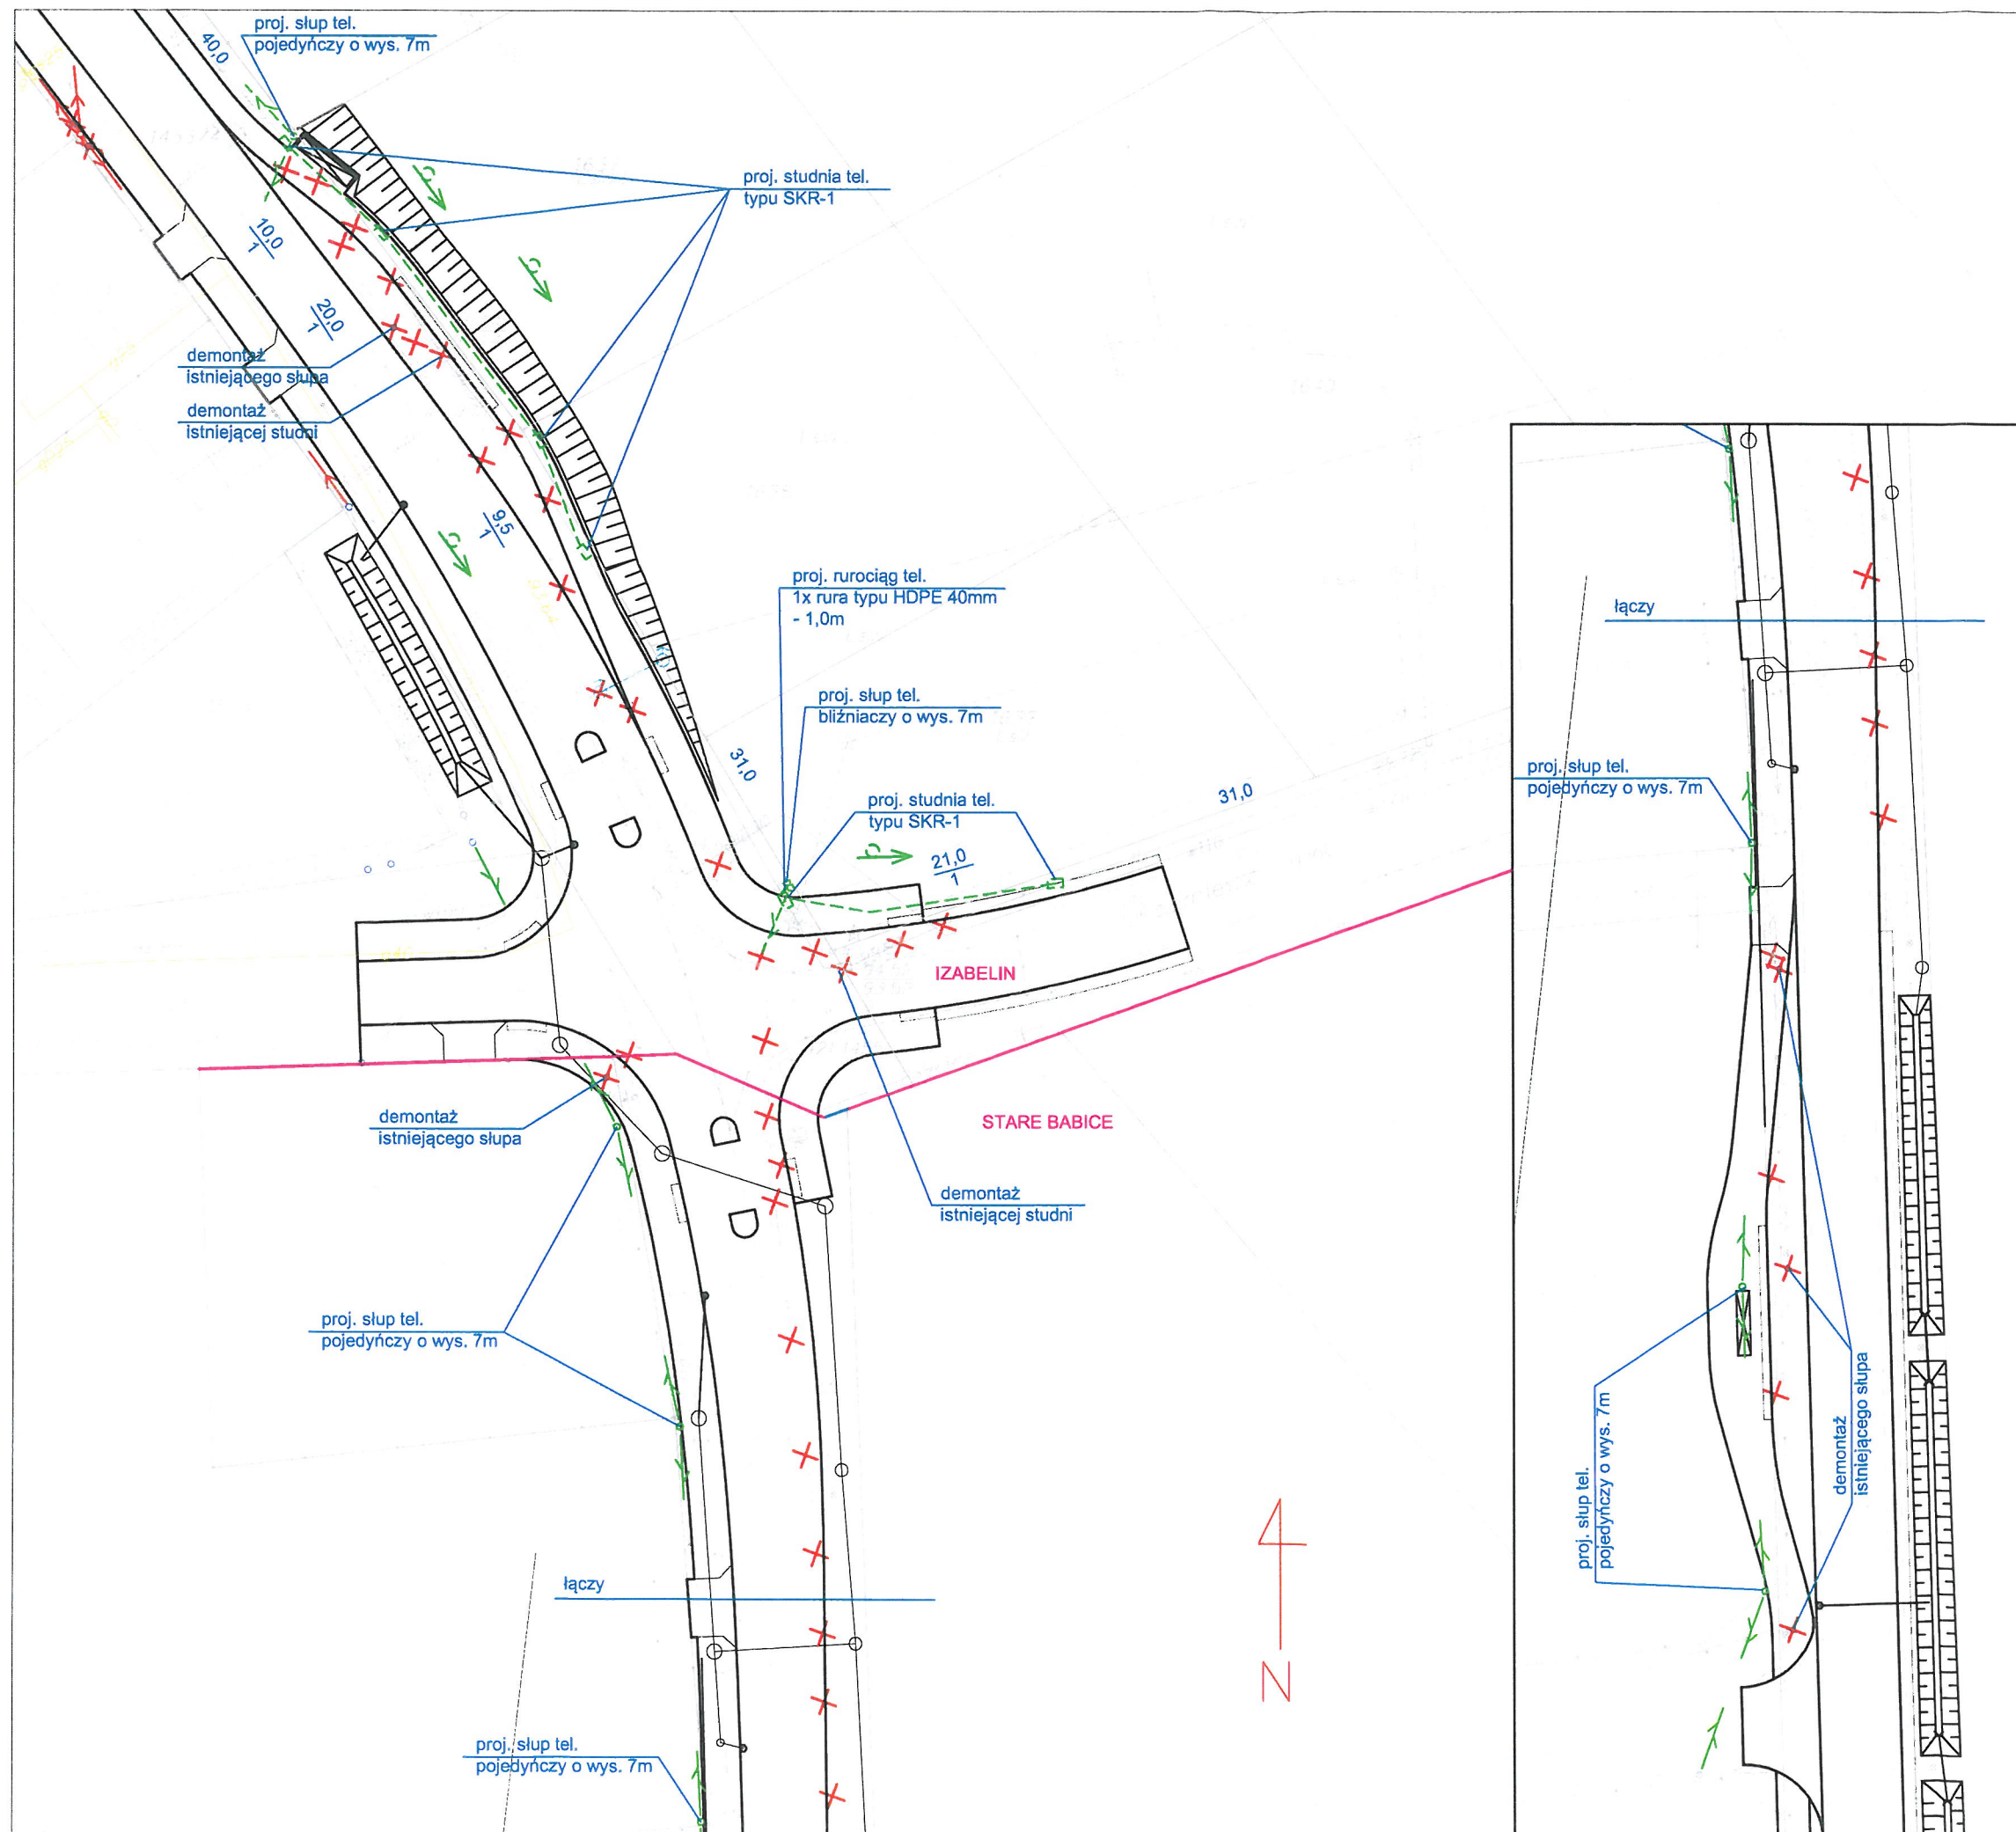 40,0
proj. słup tel.
pojedyńczy o wys. 7m
proj. studnia tel.
typu SKR-1
10,0
1
20,0
1
demontaż
istniejącego słupa
demontaż
istniejącej studni
9,5
1
proj. rurociąg tel.
1x rura typu HDPE 40mm
- 1,0m
proj. słup tel.
bliźniaczy o wys. 7m
31,0
proj. studnia tel.
typu SKR-1
31,0
21,0
1
IZABELIN
STARE BABICE
demontaż
istniejącego słupa
demontaż
istniejącej studni
proj. słup tel.
pojedyńczy o wys. 7m
łączy
N
proj. słup tel.
pojedyńczy o wys. 7m
łączy
proj. słup tel.
pojedyńczy o wys. 7m
proj. słup tel.
pojedyńczy o wys. 7m
demontaż
istniejącego słupa